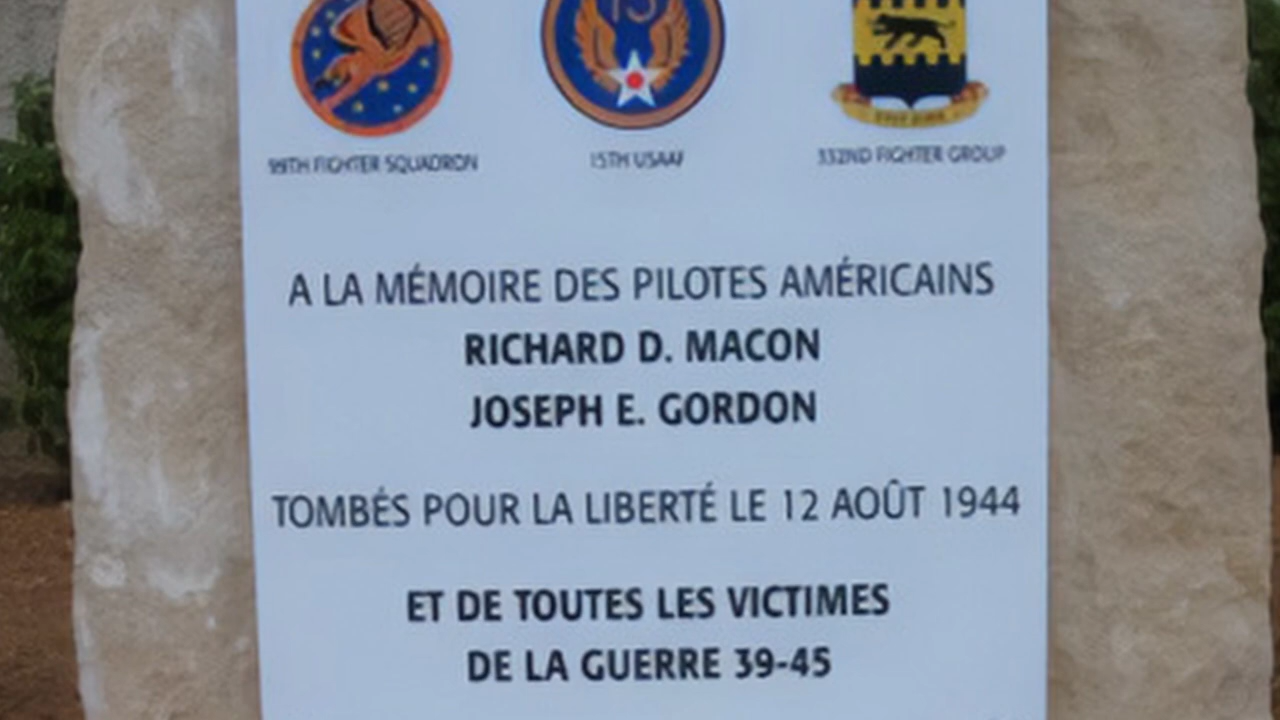 15
99TH FIGHTER SQUADRON
15TH USAAF
332ND FIGHTER GROUP
A LA MÉMOIRE DES PILOTES AMÉRICAINS
RICHARD D. MACON
JOSEPH E. GORDON
TOMBÉS POUR LA LIBERTÉ LE 12 AOÛT 1944
ET DE TOUTES LES VICTIMES
DE LA GUERRE 39-45